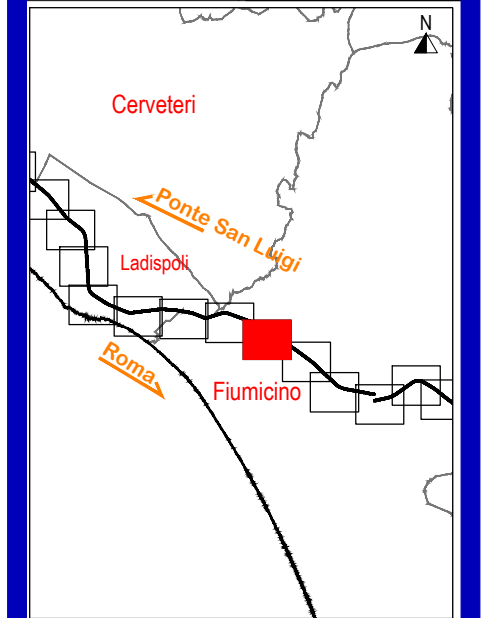 N
Cerveteri
Ponte San Luigi
Ladispoli
Roma
Fiumicino